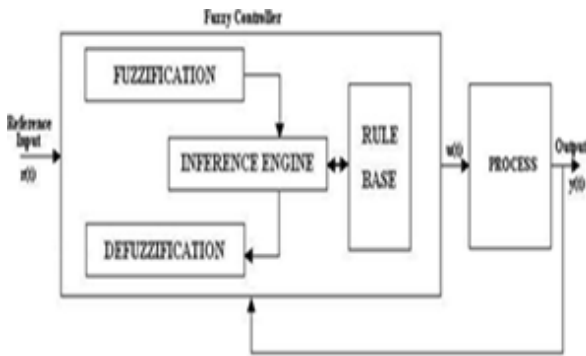 Fuzzy Controller
FUZZIFICATION
Reference
Input
r(t)
INFERENCE ENGINE
RULE
BASE
DEFUZZIFICATION
u(t)
PROCESS
Output
y(t)